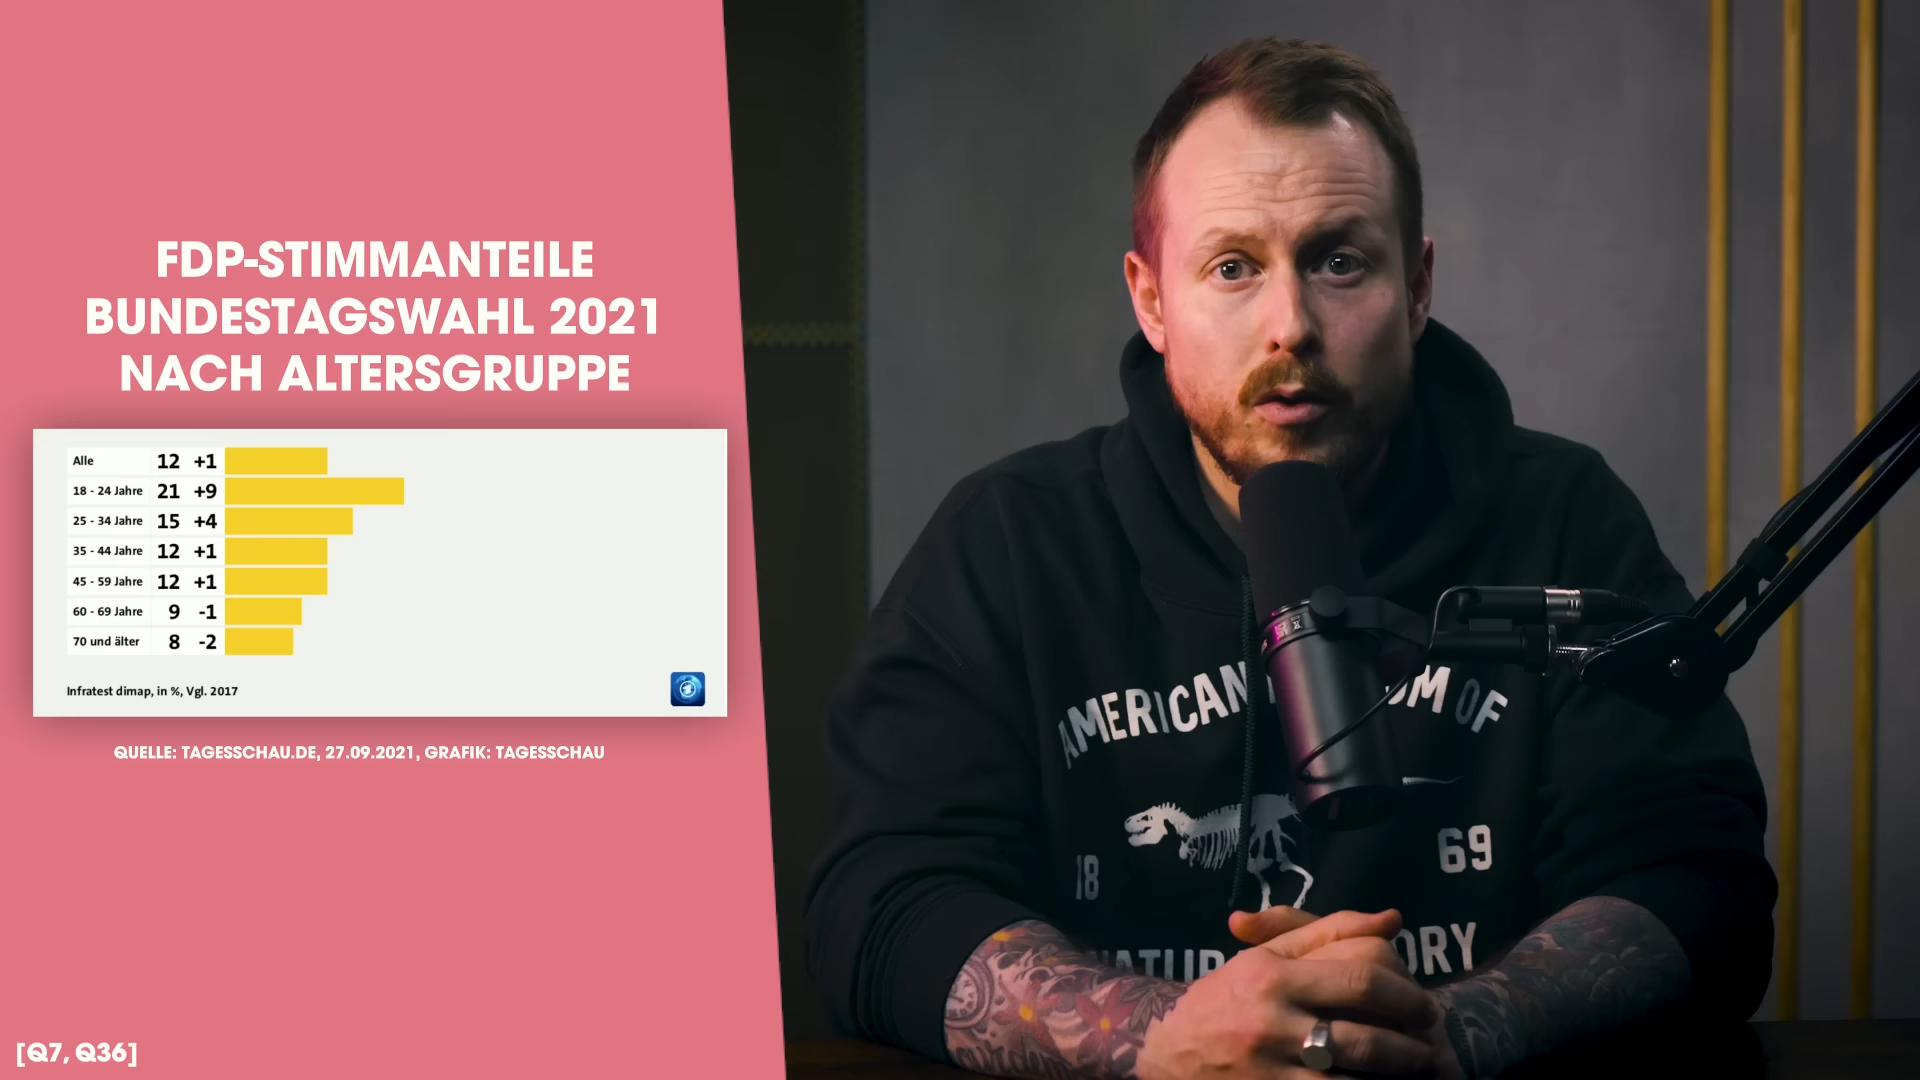 FDP-STIMMANTEILE
BUNDESTAGSWAHL 2021
NACH ALTERSGRUPPE
Alle 12 +1
18 - 24 Jahre 21 +9
25 - 34 Jahre 15 +4
35 - 44 Jahre 12 +1
45 - 59 Jahre 12 +1
60 - 69 Jahre 9 -1
70 und älter 8 -2
Infratest dimap, in %, Vgl. 2017
QUELLE: TAGESSCHAU.DE, 27.09.2021, GRAFIK: TAGESSCHAU
[Q7, Q36]
AMERICAN OF
18 69